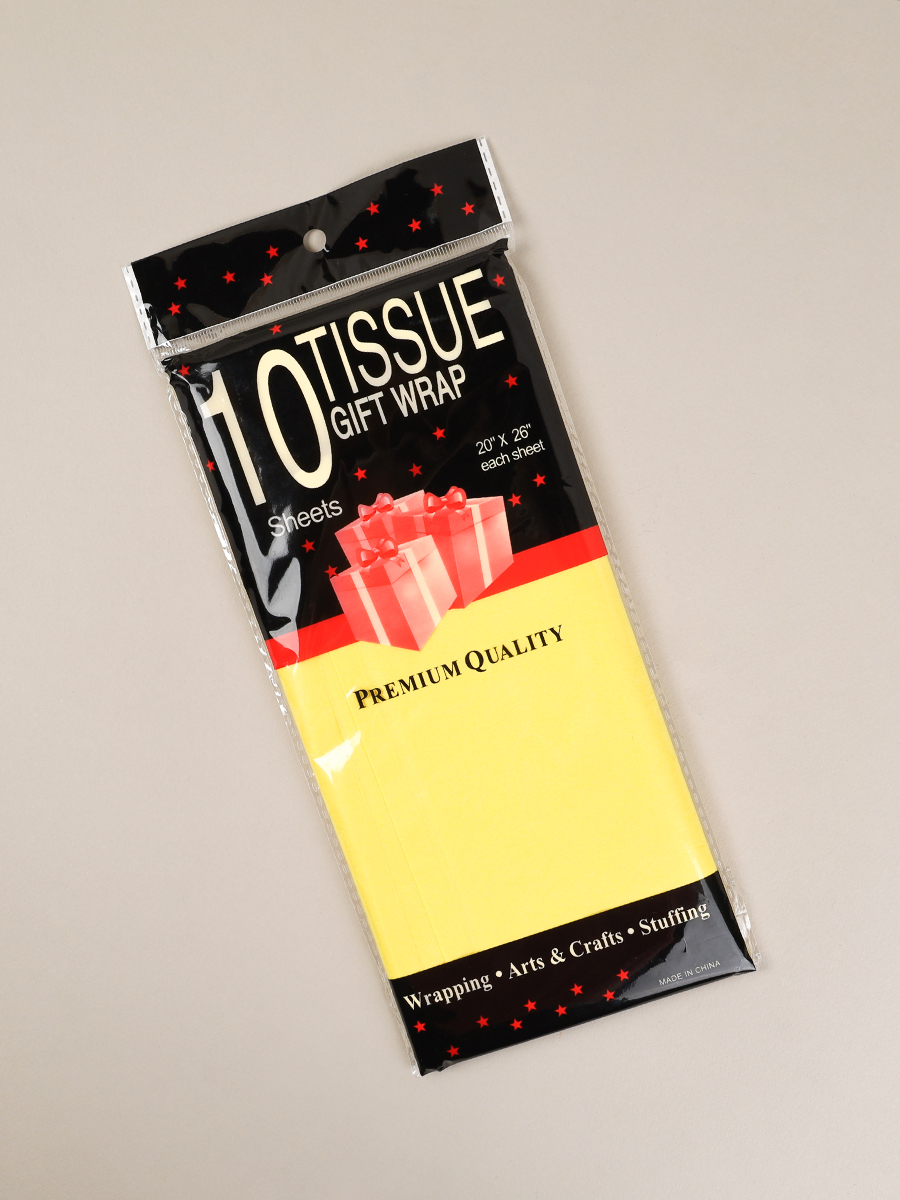 10 TISSUE
GIFT WRAP
20" X 26"
each sheet
Sheets
PREMIUM QUALITY
Wrapping • Arts & Crafts • Stuffing
MADE IN CHINA